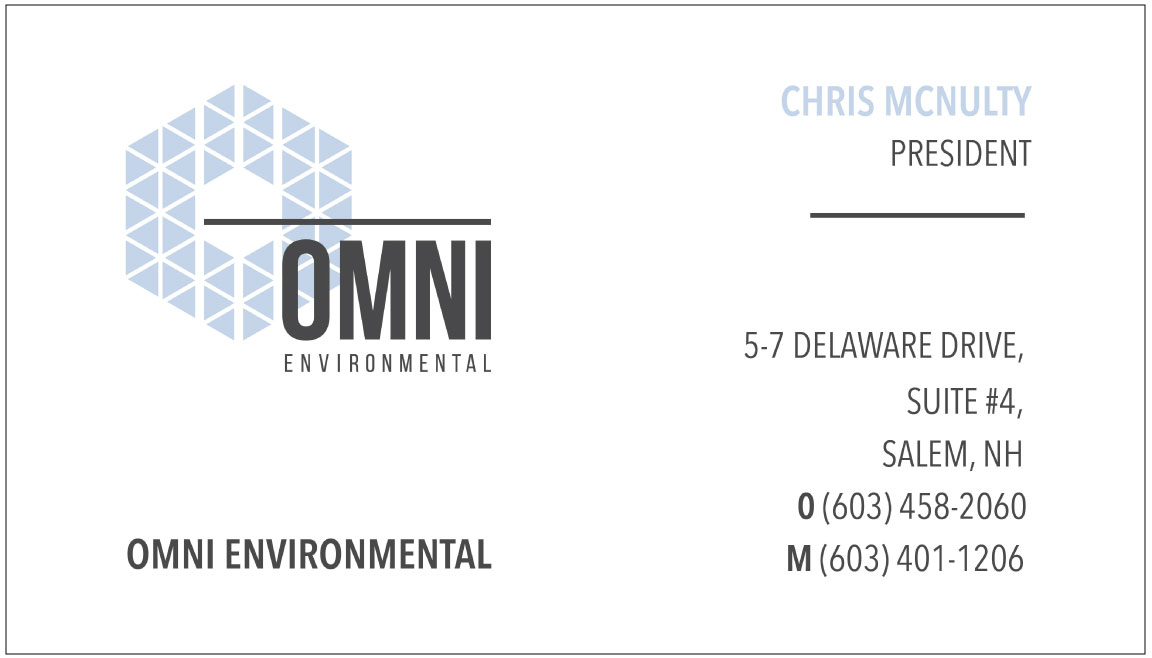 OMNI
ENVIRONMENTAL
OMNI ENVIRONMENTAL
CHRIS MCNULTY
PRESIDENT
5-7 DELAWARE DRIVE,
SUITE #4,
SALEM, NH
O (603) 458-2060
M (603) 401-1206